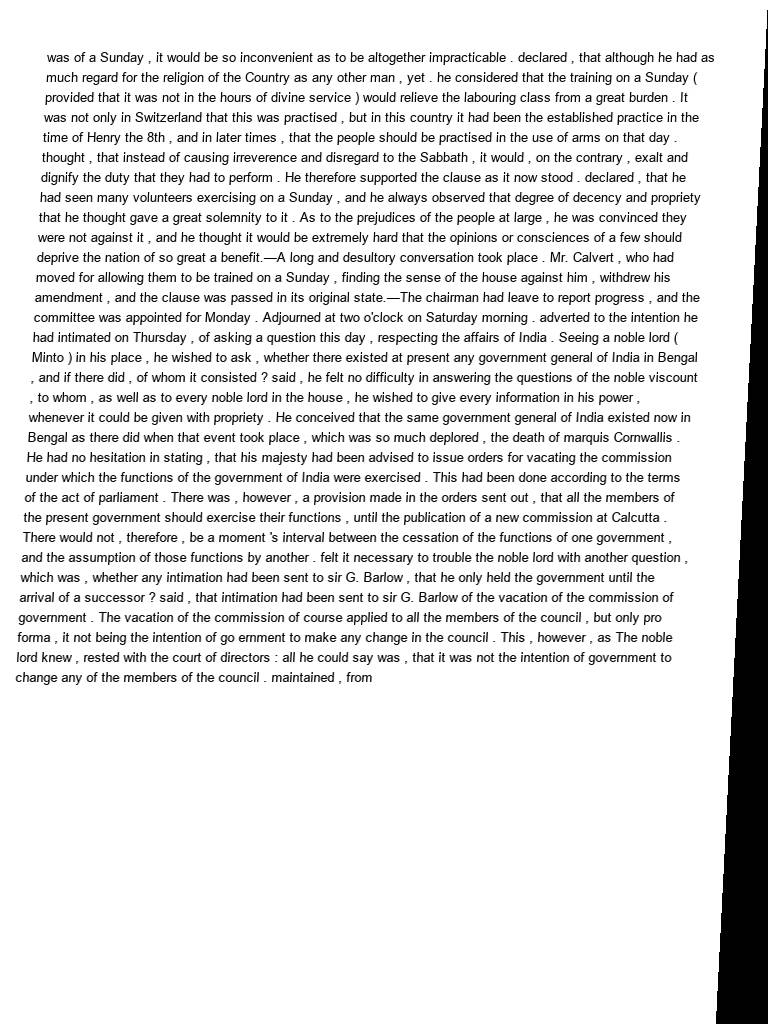 was of a Sunday , it would be so inconvenient as to be altogether impracticable . declared , that although he had as
much regard for the religion of the Country as any other man , yet . he considered that the training on a Sunday (
provided that it was not in the hours of divine service ) would relieve the labouring class from a great burden . It
was not only in Switzerland that this was practised , but in this country it had been the established practice in the
time of Henry the 8th , and in later times , that the people should be practised in the use of arms on that day .
thought , that instead of causing irreverence and disregard to the Sabbath , it would , on the contrary , exalt and
dignify the duty that they had to perform . He therefore supported the clause as it now stood . declared , that he
had seen many volunteers exercising on a Sunday , and he always observed that degree of decency and propriety
that he thought gave a great solemnity to it . As to the prejudices of the people at large , he was convinced they
were not against it , and he thought it would be extremely hard that the opinions or consciences of a few should
deprive the nation of so great a benefit.—A long and desultory conversation took place . Mr. Calvert , who had
moved for allowing them to be trained on a Sunday , finding the sense of the house against him , withdrew his
amendment , and the clause was passed in its original state.—The chairman had leave to report progress , and the
committee was appointed for Monday . Adjourned at two o'clock on Saturday morning . adverted to the intention he
had intimated on Thursday , of asking a question this day , respecting the affairs of India . Seeing a noble lord (
Minto ) in his place , he wished to ask , whether there existed at present any government general of India in Bengal
, and if there did , of whom it consisted ? said , he felt no difficulty in answering the questions of the noble viscount
, to whom , as well as to every noble lord in the house , he wished to give every information in his power ,
whenever it could be given with propriety . He conceived that the same government general of India existed now in
Bengal as there did when that event took place , which was so much deplored , the death of marquis Cornwallis .
He had no hesitation in stating , that his majesty had been advised to issue orders for vacating the commission
under which the functions of the government of India were exercised . This had been done according to the terms
of the act of parliament . There was , however , a provision made in the orders sent out , that all the members of
the present government should exercise their functions , until the publication of a new commission at Calcutta .
There would not , therefore , be a moment 's interval between the cessation of the functions of one government ,
and the assumption of those functions by another . felt it necessary to trouble the noble lord with another question ,
which was , whether any intimation had been sent to sir G. Barlow , that he only held the government until the
arrival of a successor ? said , that intimation had been sent to sir G. Barlow of the vacation of the commission of
government . The vacation of the commission of course applied to all the members of the council , but only pro
forma , it not being the intention of go ernment to make any change in the council . This , however , as The noble
lord knew , rested with the court of directors : all he could say was , that it was not the intention of government to
change any of the members of the council . maintained , from